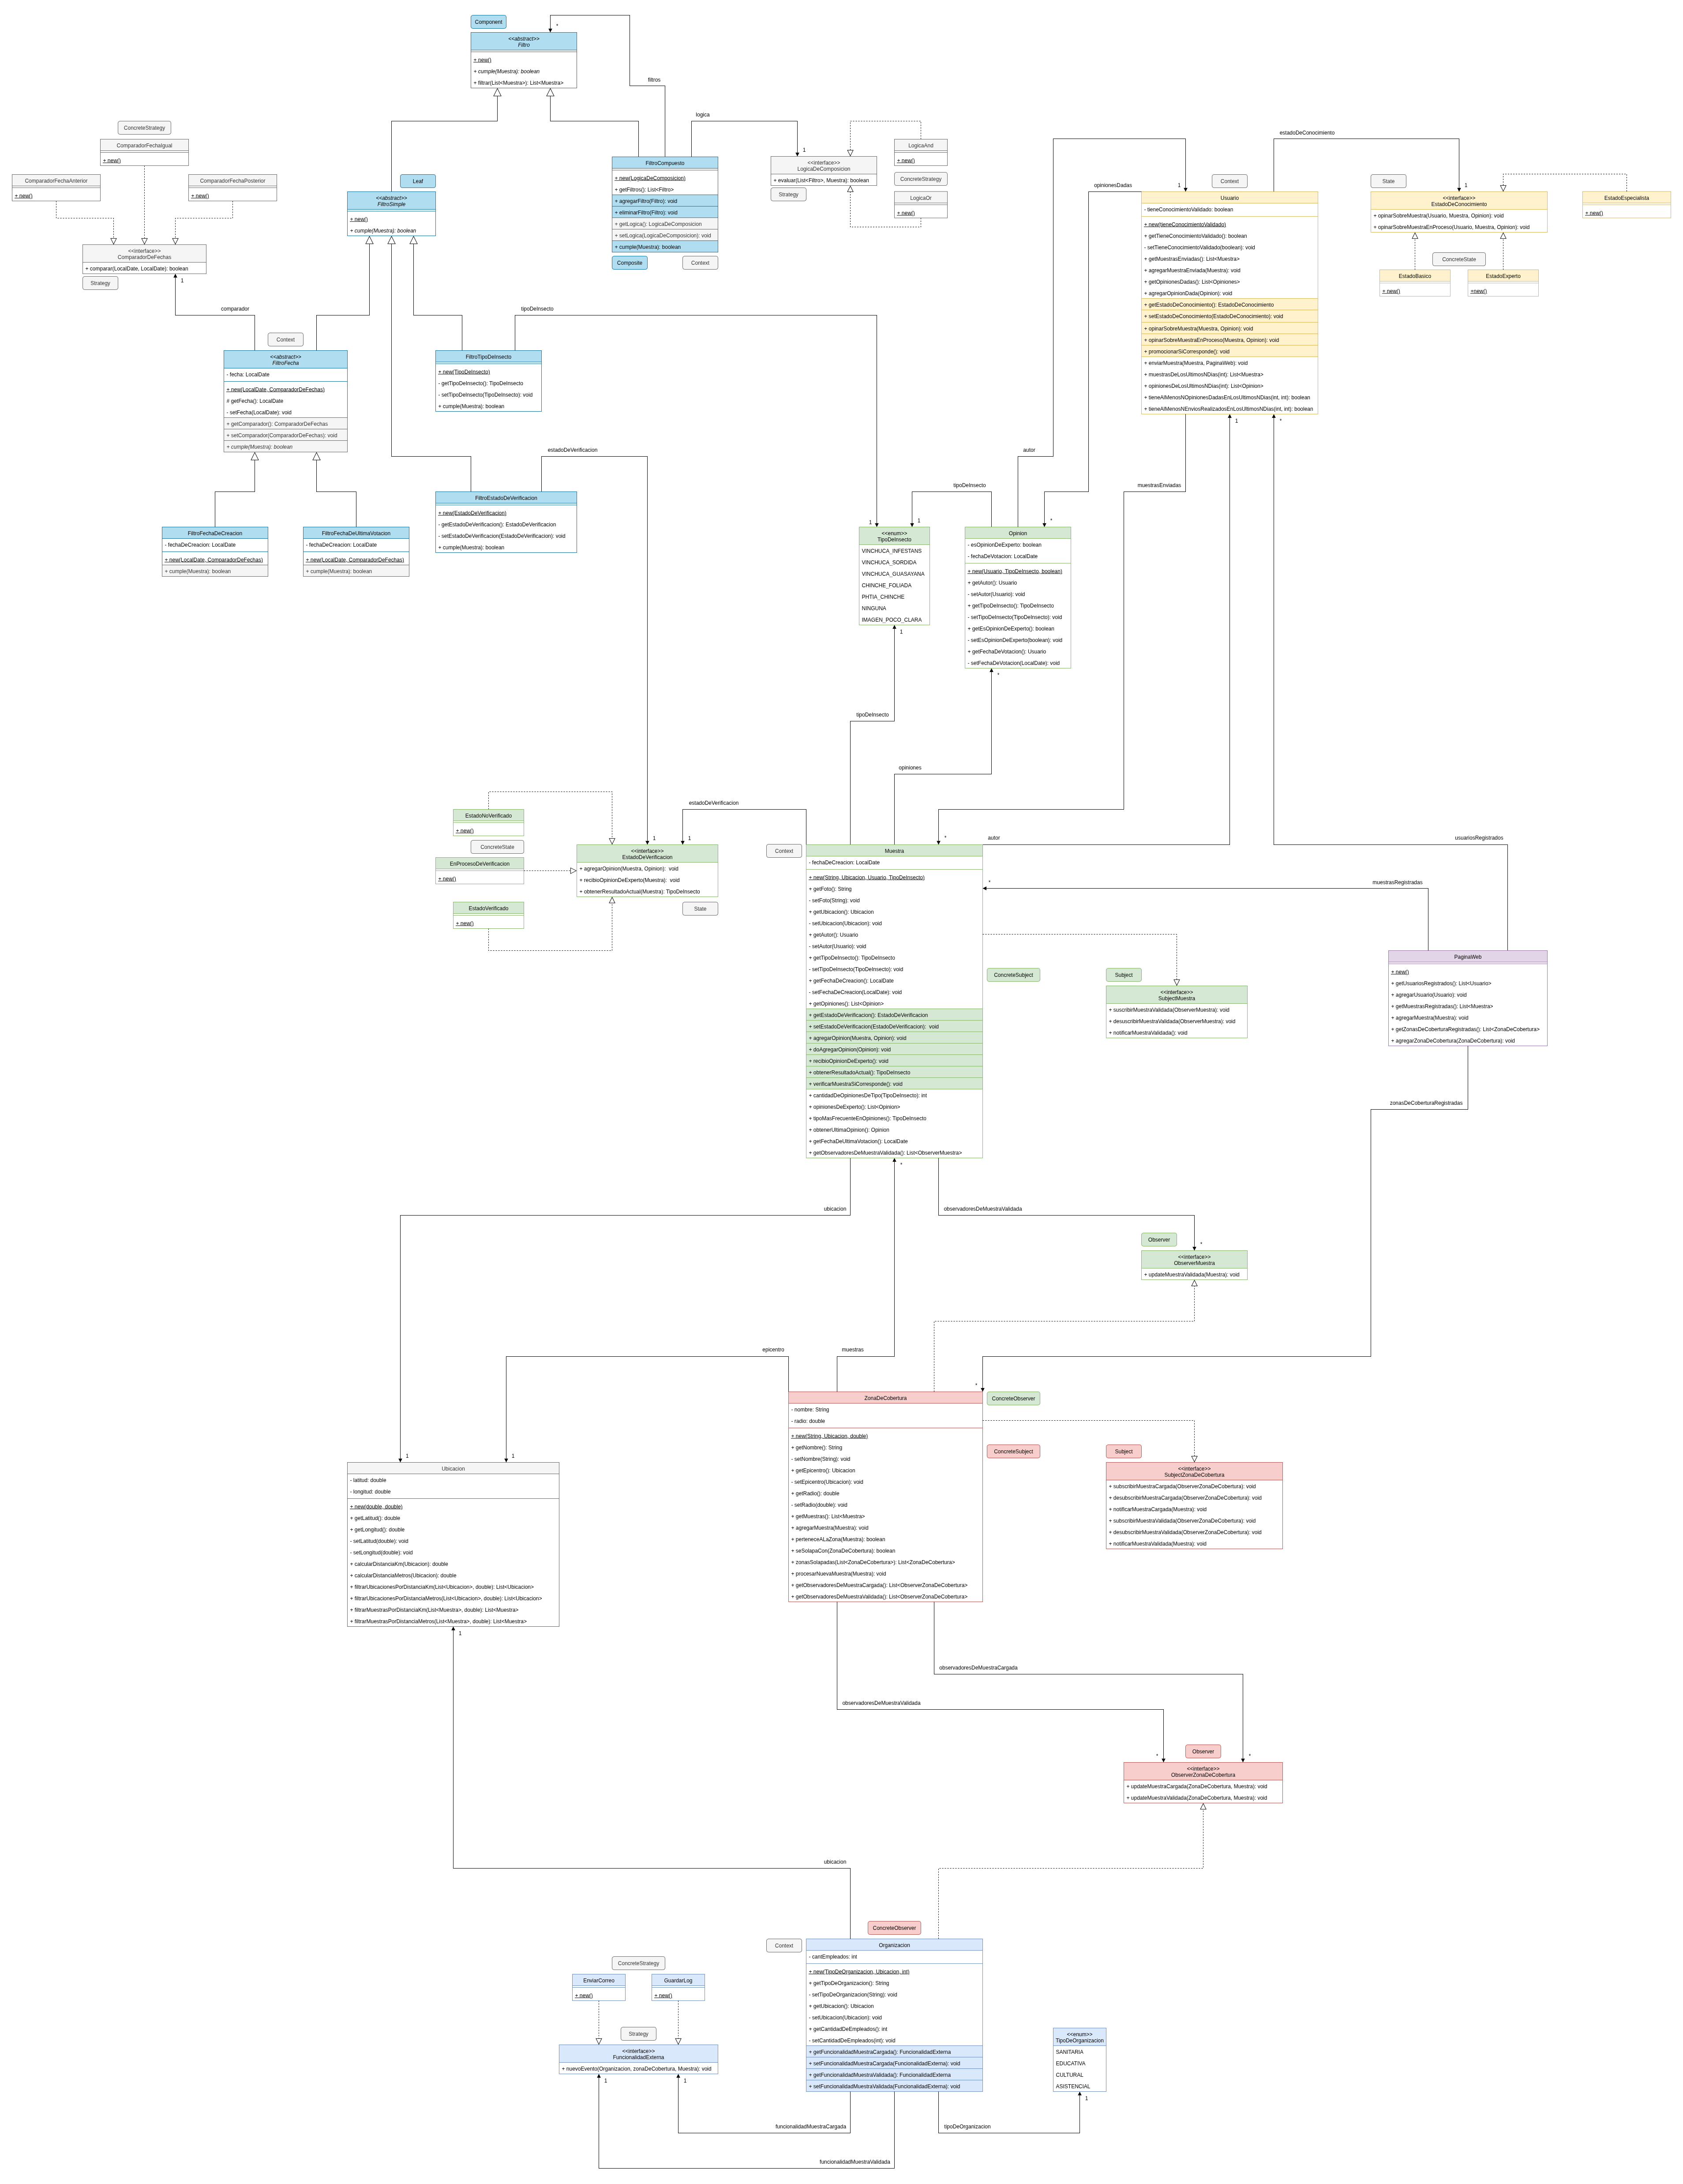 Component
<<abstract>>
Filtro
+ new()
+ cumple(Muestra): boolean
+ filtrar(List<Muestra>): List<Muestra>
*
filtros
logica
1
ConcreteStrategy
ComparadorFechaIgual
+ new()
ComparadorFechaAnterior
+ new()
ComparadorFechaPosterior
+ new()
<<interface>>
ComparadorDeFechas
+ comparar(LocalDate, LocalDate): boolean
Strategy
1
comparador
Leaf
<<abstract>>
FiltroSimple
+ new()
+ cumple(Muestra): boolean
FiltroCompuesto
+ new(LogicaDeComposicion)
+ getFiltros(): List<Filtro>
+ agregarFiltro(Filtro): void
+ eliminarFiltro(Filtro): void
+ getLogica(): LogicaDeComposicion
+ setLogica(LogicaDeComposicion): void
+ cumple(Muestra): boolean
Composite
Context
<<interface>>
LogicaDeComposicion
+ evaluar(List<Filtro>, Muestra): boolean
Strategy
LogicaAnd
+ new()
ConcreteStrategy
LogicaOr
+ new()
estadoDeConocimiento
opinionesDadas
1
Context
Usuario
- tieneConocimientoValidado: boolean
+ new(tieneConocimientoValidado)
+ getTieneConocimientoValidado(): boolean
- setTieneConocimientoValidado(boolean): void
+ getMuestrasEnviadas(): List<Muestra>
+ agregarMuestraEnviada(Muestra): void
+ getOpinionesDadas(): List<Opiniones>
+ agregarOpinionDada(Opinion): void
+ getEstadoDeConocimiento(): EstadoDeConocimiento
+ setEstadoDeConocimiento(EstadoDeConocimiento): void
+ opinarSobreMuestra(Muestra, Opinion): void
+ opinarSobreMuestraEnProceso(Muestra, Opinion): void
+ promocionarSiCorresponde(): void
+ enviarMuestra(Muestra, PaginaWeb): void
+ muestrasDeLosUltimosNDias(int): List<Muestra>
+ opinionesDeLosUltimosNDias(int): List<Opinion>
+ tieneAlMenosNOpinionesDadasEnLosUltimosNDias(int, int): boolean
+ tieneAlMenosNEnviosRealizadosEnLosUltimosNDias(int, int): boolean
State
1
<<interface>>
EstadoDeConocimiento
+ opinarSobreMuestra(Usuario, Muestra, Opinion): void
+ opinarSobreMuestraEnProceso(Usuario, Muestra, Opinion): void
EstadoEspecialista
+ new()
ConcreteState
EstadoBasico
+ new()
EstadoExperto
+new()
Context
<<abstract>>
FiltroFecha
- fecha: LocalDate
+ new(LocalDate, ComparadorDeFechas)
# getFecha(): LocalDate
- setFecha(LocalDate): void
+ getComparador(): ComparadorDeFechas
+ setComparador(ComparadorDeFechas): void
+ cumple(Muestra): boolean
tipoDeInsecto
FiltroTipoDeInsecto
+ new(TipoDeInsecto)
- getTipoDeInsecto(): TipoDeInsecto
- setTipoDeInsecto(TipoDeInsecto): void
+ cumple(Muestra): boolean
estadoDeVerificacion
FiltroEstadoDeVerificacion
+ new(EstadoDeVerificacion)
- getEstadoDeVerificacion(): EstadoDeVerificacion
- setEstadoDeVerificacion(EstadoDeVerificacion): void
+ cumple(Muestra): boolean
FiltroFechaDeCreacion
- fechaDeCreacion: LocalDate
+ new(LocalDate, ComparadorDeFechas)
+ cumple(Muestra): boolean
FiltroFechaDeUltimaVotacion
- fechaDeCreacion: LocalDate
+ new(LocalDate, ComparadorDeFechas)
+ cumple(Muestra): boolean
autor
1
*
tipoDeInsecto
muestrasEnviadas
1
1
*
<<enum>>
TipoDeInsecto
VINCHUCA_INFESTANS
VINCHUCA_SORDIDA
VINCHUCA_GUASAYANA
CHINCHE_FOLIADA
PHTIA_CHINCHE
NINGUNA
IMAGEN_POCO_CLARA
1
Opinion
- esOpinionDeExperto: boolean
- fechaDeVotacion: LocalDate
+ new(Usuario, TipoDeInsecto, boolean)
+ getAutor(): Usuario
- setAutor(Usuario): void
+ getTipoDeInsecto(): TipoDeInsecto
- setTipoDeInsecto(TipoDeInsecto): void
+ getEsOpinionDeExperto(): boolean
- setEsOpinionDeExperto(boolean): void
+ getFechaDeVotacion(): Usuario
- setFechaDeVotacion(LocalDate): void
*
tipoDeInsecto
opiniones
estadoDeVerificacion
EstadoNoVerificado
+ new()
ConcreteState
EnProcesoDeVerificacion
+ new()
EstadoVerificado
+ new()
1
1
<<interface>>
EstadoDeVerificacion
+ agregarOpinion(Muestra, Opinion): void
+ recibioOpinionDeExperto(Muestra): void
+ obtenerResultadoActual(Muestra): TipoDeInsecto
State
Context
*
autor
usuariosRegistrados
Muestra
- fechaDeCreacion: LocalDate
+ new(String, Ubicacion, Usuario, TipoDeInsecto)
+ getFoto(): String
- setFoto(String): void
+ getUbicacion(): Ubicacion
- setUbicacion(Ubicacion): void
+ getAutor(): Usuario
- setAutor(Usuario): void
+ getTipoDeInsecto(): TipoDeInsecto
- setTipoDeInsecto(TipoDeInsecto): void
+ getFechaDeCreacion(): LocalDate
- setFechaDeCreacion(LocalDate): void
+ getOpiniones(): List<Opinion>
+ getEstadoDeVerificacion(): EstadoDeVerificacion
+ setEstadoDeVerificacion(EstadoDeVerificacion): void
+ agregarOpinion(Muestra, Opinion): void
+ doAgregarOpinion(Opinion): void
+ recibioOpinionDeExperto(): void
+ obtenerResultadoActual(): TipoDeInsecto
+ verificarMuestraSiCorresponde(): void
+ cantidadDeOpinionesDeTipo(TipoDeInsecto): int
+ opinionesDeExperto(): List<Opinion>
+ tipoMasFrecuenteEnOpiniones(): TipoDeInsecto
+ obtenerUltimaOpinion(): Opinion
+ getFechaDeUltimaVotacion(): LocalDate
+ getObservadoresDeMuestraValidada(): List<ObserverMuestra>
*
muestrasRegistradas
ConcreteSubject
Subject
<<interface>>
SubjectMuestra
+ suscribirMuestraValidada(ObserverMuestra): void
+ desuscribirMuestraValidada(ObserverMuestra): void
+ notificarMuestraValidada(): void
PaginaWeb
+ new()
+ getUsuariosRegistrados(): List<Usuario>
+ agregarUsuario(Usuario): void
+ getMuestrasRegistradas(): List<Muestra>
+ agregarMuestra(Muestra): void
+ getZonasDeCoberturaRegistradas(): List<ZonaDeCobertura>
+ agregarZonaDeCobertura(ZonaDeCobertura): void
zonasDeCoberturaRegistradas
*
ubicacion
observadoresDeMuestraValidada
Observer
*
<<interface>>
ObserverMuestra
+ updateMuestraValidada(Muestra): void
epicentro
muestras
*
ZonaDeCobertura
- nombre: String
- radio: double
+ new(String, Ubicacion, double)
+ getNombre(): String
- setNombre(String): void
+ getEpicentro(): Ubicacion
- setEpicentro(Ubicacion): void
+ getRadio(): double
- setRadio(double): void
+ getMuestras(): List<Muestra>
+ agregarMuestra(Muestra): void
+ perteneceALaZona(Muestra): boolean
+ seSolapaCon(ZonaDeCobertura): boolean
+ zonasSolapadas(List<ZonaDeCobertura>): List<ZonaDeCobertura>
+ procesarNuevaMuestra(Muestra): void
+ getObservadoresDeMuestraCargada(): List<ObserverZonaDeCobertura>
+ getObservadoresDeMuestraValidada(): List<ObserverZonaDeCobertura>
ConcreteObserver
ConcreteSubject
Subject
<<interface>>
SubjectZonaDeCobertura
+ subscribirMuestraCargada(ObserverZonaDeCobertura): void
+ desubscribirMuestraCargada(ObserverZonaDeCobertura): void
+ notificarMuestraCargada(Muestra): void
+ subscribirMuestraValidada(ObserverZonaDeCobertura): void
+ desubscribirMuestraValidada(ObserverZonaDeCobertura): void
+ notificarMuestraValidada(Muestra): void
1
1
Ubicacion
- latitud: double
- longitud: double
+ new(double, double)
+ getLatitud(): double
+ getLongitud(): double
- setLatitud(double): void
- setLongitud(double): void
+ calcularDistanciaKm(Ubicacion): double
+ calcularDistanciaMetros(Ubicacion): double
+ filtrarUbicacionesPorDistanciaKm(List<Ubicacion>, double): List<Ubicacion>
+ filtrarUbicacionesPorDistanciaMetros(List<Ubicacion>, double): List<Ubicacion>
+ filtrarMuestrasPorDistanciaKm(List<Muestra>, double): List<Muestra>
+ filtrarMuestrasPorDistanciaMetros(List<Muestra>, double): List<Muestra>
1
observadoresDeMuestraCargada
observadoresDeMuestraValidada
Observer
*
*
<<interface>>
ObserverZonaDeCobertura
+ updateMuestraCargada(ZonaDeCobertura, Muestra): void
+ updateMuestraValidada(ZonaDeCobertura, Muestra): void
ubicacion
ConcreteObserver
Context
Organizacion
- cantEmpleados: int
+ new(TipoDeOrganizacion, Ubicacion, int)
+ getTipoDeOrganizacion(): String
- setTipoDeOrganizacion(String): void
+ getUbicacion(): Ubicacion
- setUbicacion(Ubicacion): void
+ getCantidadDeEmpleados(): int
- setCantidadDeEmpleados(int): void
+ getFuncionalidadMuestraCargada(): FuncionalidadExterna
+ setFuncionalidadMuestraCargada(FuncionalidadExterna): void
+ getFuncionalidadMuestraValidada(): FuncionalidadExterna
+ setFuncionalidadMuestraValidada(FuncionalidadExterna): void
ConcreteStrategy
EnviarCorreo
+ new()
GuardarLog
+ new()
Strategy
<<interface>>
FuncionalidadExterna
+ nuevoEvento(Organizacion, zonaDeCobertura, Muestra): void
1
1
<<enum>>
TipoDeOrganizacion
SANITARIA
EDUCATIVA
CULTURAL
ASISTENCIAL
1
funcionalidadMuestraCargada
tipoDeOrganizacion
funcionalidadMuestraValidada